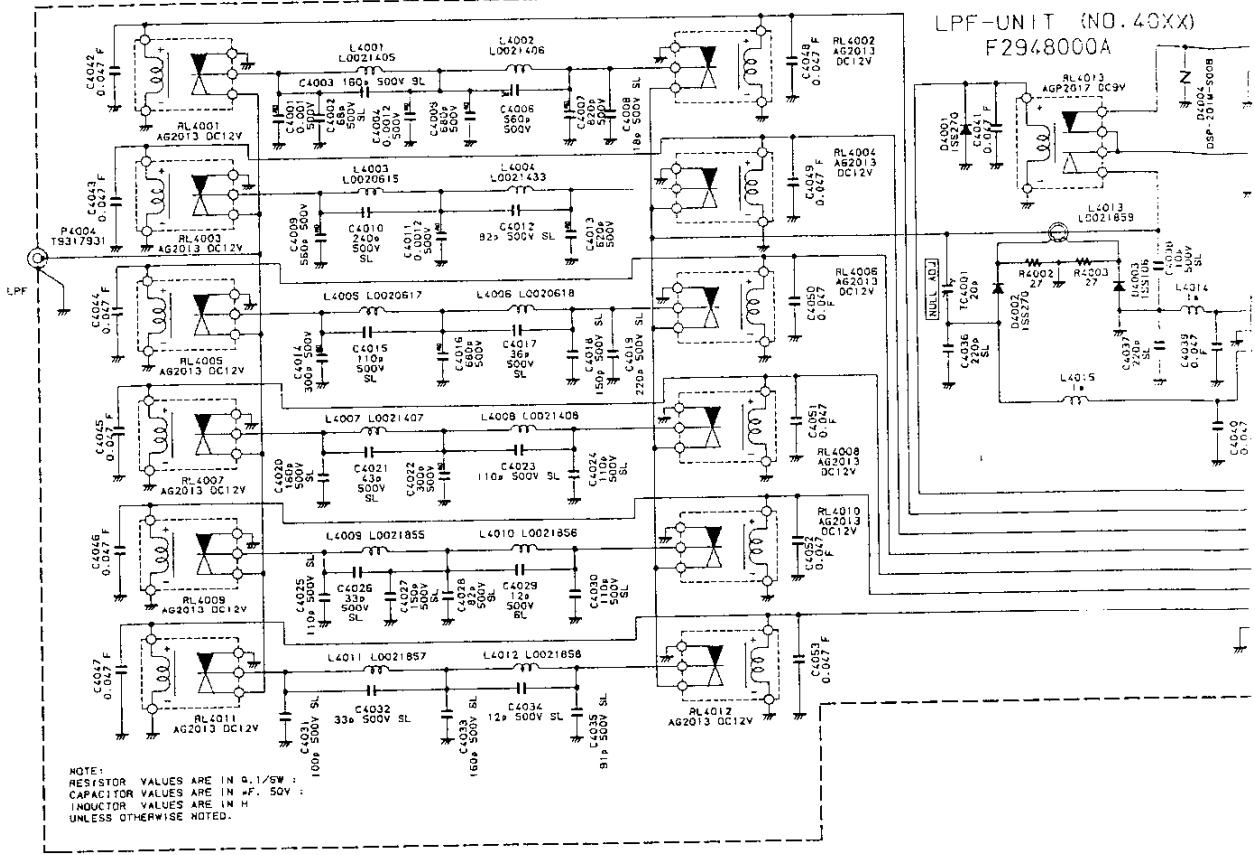 LPF-UNIT (NO.40XX)
F2948000A
C4042
0.047 F
RL4001
AG2013 DC12V
L4001
L0021405
C4003 160p 500V SL
L4002
L0021406
C4001
0.001
500V
C4002
68p
500V
SL
C4004
0.0012
500V
C4005
680p
500V
C4006
560p
500V
C4007
820p
500V
C4008
18p 500V SL
RL4002
AG2013
DC12V
C4048
0.047 F
C4043
0.047 F
RL4003
AG2013 DC12V
L4003
L0020615
L4004
L0021433
C4009
560p 500V
C4010
240p
500V
SL
C4011
0.0012
500V
C4012
82p 500V SL
C4013
620p
500V
RL4004
AG2013
DC12V
C4049
0.047 F
P4004
T9317931
LPF
C4044
0.047 F
RL4005
AG2013 DC12V
L4005 L0020617
L4006 L0020618
C4014
300p 500V
C4015
110p
500V
SL
C4016
680p
500V
C4017
36p
500V
SL
C4018
150p 500V SL
C4019
220p 500V SL
RL4006
AG2013
DC12V
C4050
0.047
F
C4045
0.047 F
RL4007
AG2013 DC12V
L4007 L0021407
L4008 L0021408
C4020
160p
500V
SL
C4021
43p
500V
SL
C4022
300p
500V
C4023
110p 500V SL
C4024
110p
500V
SL
RL4008
AG2013
DC12V
C4051
0.047
F
C4046
0.047 F
RL4009
AG2013 DC12V
L4009 L0021855
L4010 L0021856
C4025
110p 500V SL
C4026
33p
500V
SL
C4027
150p
500V
SL
C4028
82p
500V
SL
C4029
12p
500V
SL
C4030
110p
500V
SL
RL4010
AG2013
DC12V
C4052
0.047
F
C4047
0.047 F
RL4011
AG2013 DC12V
L4011 L0021857
L4012 L0021858
C4031
100p 500V SL
C4032
33p 500V SL
C4033
160p 500V SL
C4034
12p 500V SL
C4035
91p 500V SL
RL4012
AG2013 DC12V
C4053
0.047 F
RL4013
AGP2017 DC9V
D4001
1SS270
C4041
0.047 F
D4004
DSP-201M-S00B
N
L4013
L0021859
R4002
27
R4003
27
D4003
1SS106
C4038
10p
500V
SL
L4014
1m
NULL ADJ
TC4001
20p
D4002
1SS270
C4036
220p
SL
C4037
220p
SL
C4039
0.047
F
L4015
C4040
0.047
F
NOTE:
RESISTOR VALUES ARE IN Ω,1/5W :
CAPACITOR VALUES ARE IN µF, 50V :
INDUCTOR VALUES ARE IN H
UNLESS OTHERWISE NOTED.